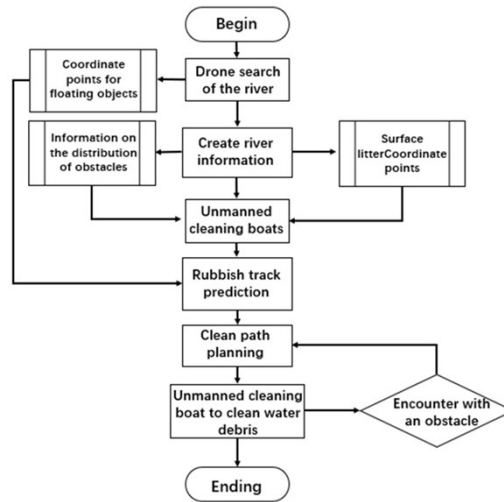 Begin
Coordinate
points for
floating objects
Drone search
of the river
Information on
the distribution
of obstacles
Create river
information
Surface
litterCoordinate
points
Unmanned
cleaning boats
Rubbish track
prediction
Clean path
planning
Unmanned cleaning
boat to clean water
debris
Encounter with
an obstacle
Ending